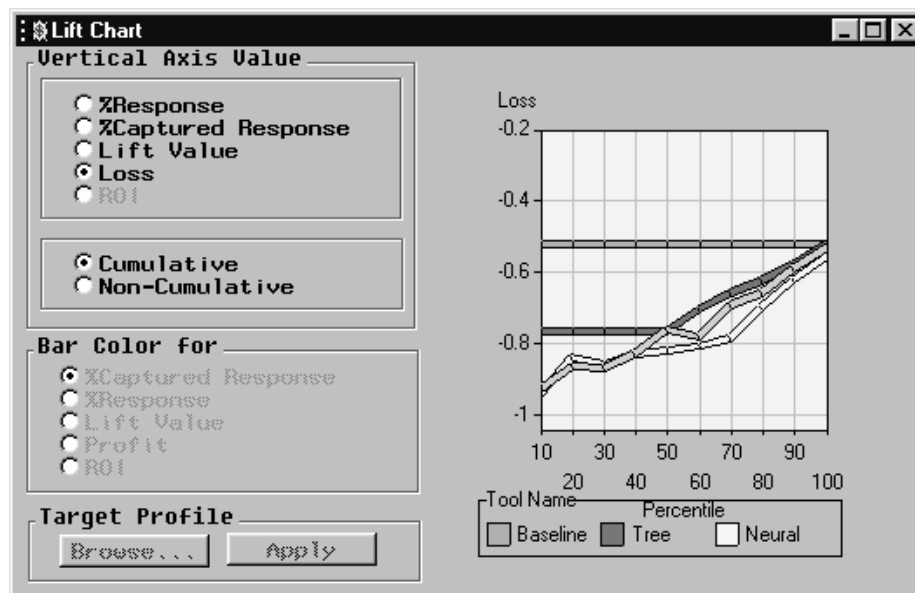 Lift Chart
Vertical Axis Value
%Response
%Captured Response
Lift Value
Loss
ROI
Cumulative
Non-Cumulative
Bar Color for
%Captured Response
%Response
Lift Value
Profit
ROI
Target Profile
Browse... Apply
Loss
-0.2
-0.4
-0.6
-0.8
-1
10 30 50 70 90
20 40 60 80 100
Percentile
Tool Name
Baseline Tree Neural